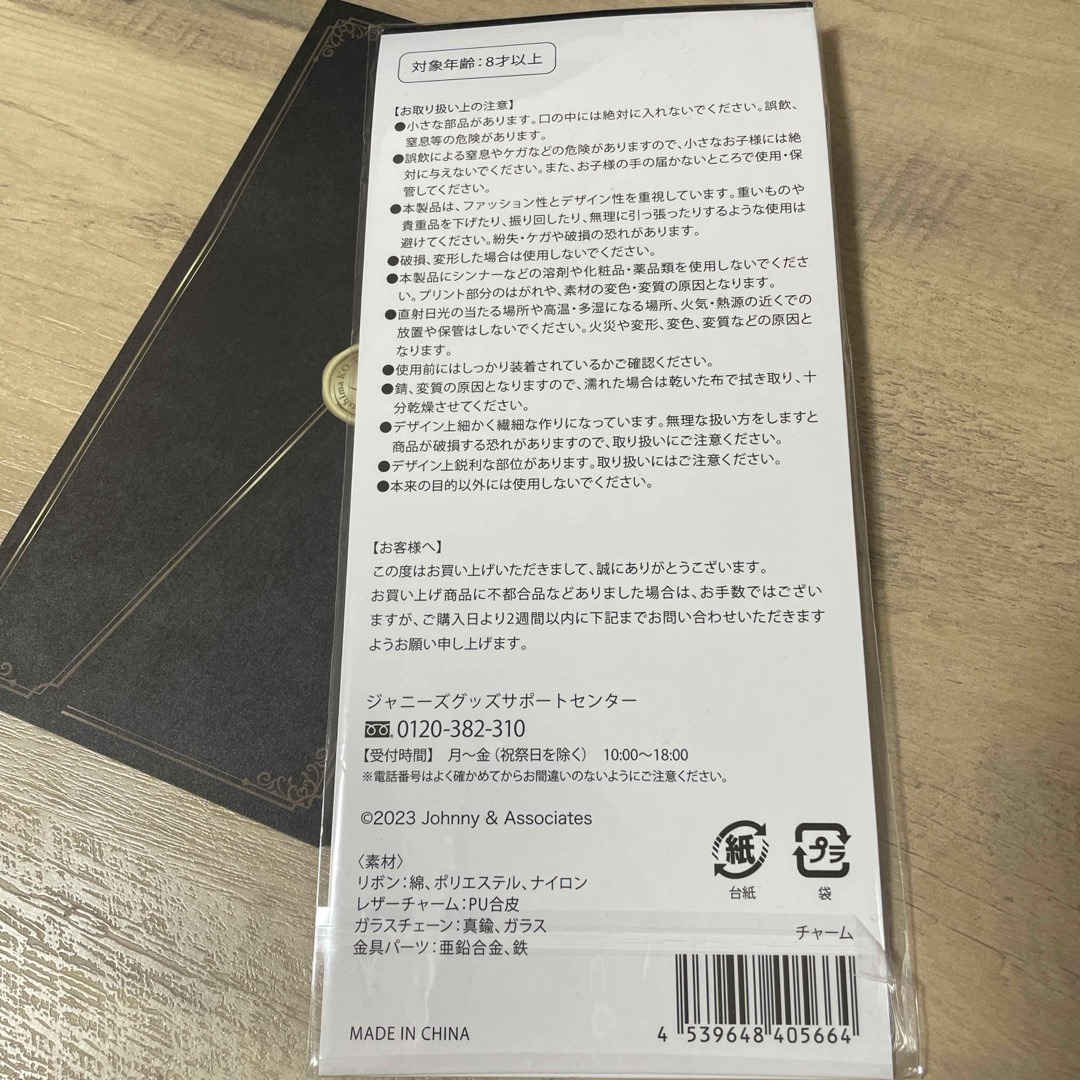 対象年齢：8才以上
【お取り扱い上の注意】
●小さな部品があります。口の中には絶対に入れないでください。誤飲、
窒息等の危険があります。
●誤飲による窒息やケガなどの危険がありますので、小さなお子様には絶
対に与えないでください。また、お子様の手の届かないところで使用・保
管してください。
●本製品は、ファッション性とデザイン性を重視しています。重いものや
貴重品を下げたり、振り回したり、無理に引っ張ったりするような使用は
避けてください。紛失・ケガや破損の恐れがあります。
●破損、変形した場合は使用しないでください。
●本製品にシンナーなどの溶剤や化粧品・薬品類を使用しないでくださ
い。プリント部分のはがれや、素材の変色・変質の原因となります。
●直射日光の当たる場所や高温・多湿になる場所、火気・熱源の近くでの
放置や保管はしないでください。火災や変形、変色、変質などの原因と
なります。
●使用前にはしっかり装着されているかご確認ください。
●錆、変質の原因となりますので、濡れた場合は乾いた布で拭き取り、十
分乾燥させてください。
●デザイン上細かく繊細な作りになっています。無理な扱い方をしますと
商品が破損する恐れがありますので、取り扱いにご注意ください。
●デザイン上鋭利な部位があります。取り扱いにはご注意ください。
●本来の目的以外には使用しないでください。
【お客様へ】
この度はお買い上げいただきまして、誠にありがとうございます。
お買い上げ商品に不都合品などありました場合は、お手数ではござい
ますが、ご購入日より2週間以内に下記までお問い合わせいただきます
ようお願い申し上げます。
ジャニーズグッズサポートセンター
0120-382-310
【受付時間】 月～金（祝祭日を除く） 10:00～18:00
※電話番号はよく確かめてからお間違いのないようにご注意ください。
©2023 Johnny & Associates
紙
プラ
台紙
袋
〈素材〉
リボン：綿、ポリエステル、ナイロン
レザーチャーム：PU合皮
ガラスチェーン：真鍮、ガラス
金具パーツ：亜鉛合金、鉄
チャーム
MADE IN CHINA
4 539648 405664